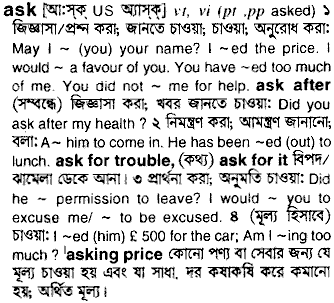 ask [আ:স্ক্ US অ্যাস্ক্] vt, vi (pt ,pp asked) ১
জিজ্ঞাসা/প্রশ্ন করা; জানতে চাওয়া; চাওয়া; অনুরোধ করা:
May I ~ (you) your name? I ~ed the price. I
would ~ a favour of you. You have ~ed too much
of me. You did not ~ me for help. ask after
(সম্বন্ধে) জিজ্ঞাসা করা; খবর জানতে চাওয়া: Did you
ask after my health ? ২ নিমন্ত্রণ করা; আমন্ত্রণ জানানো;
বলা: A~ him to come in. He has been ~ed (out) to
lunch. ask for trouble, (কথ্য) ask for it বিপদ/
ঝামেলা ডেকে আনা। ৩ প্রার্থনা করা; অনুমতি চাওয়া: Did
he ~ permission to leave? I would ~ you to
excuse me/ ~ to be excused. ৪ (মূল্য হিসাবে)
চাওয়া: I ~ed (him) £ 500 for the car; Am I ~ing too
much ? ˈasking price কোনো পণ্য বা সেবার জন্য যে
মূল্য চাওয়া হয় এবং যা সাধা. দর কষাকষি করে কমানো
হয়; অর্থিত মূল্য।